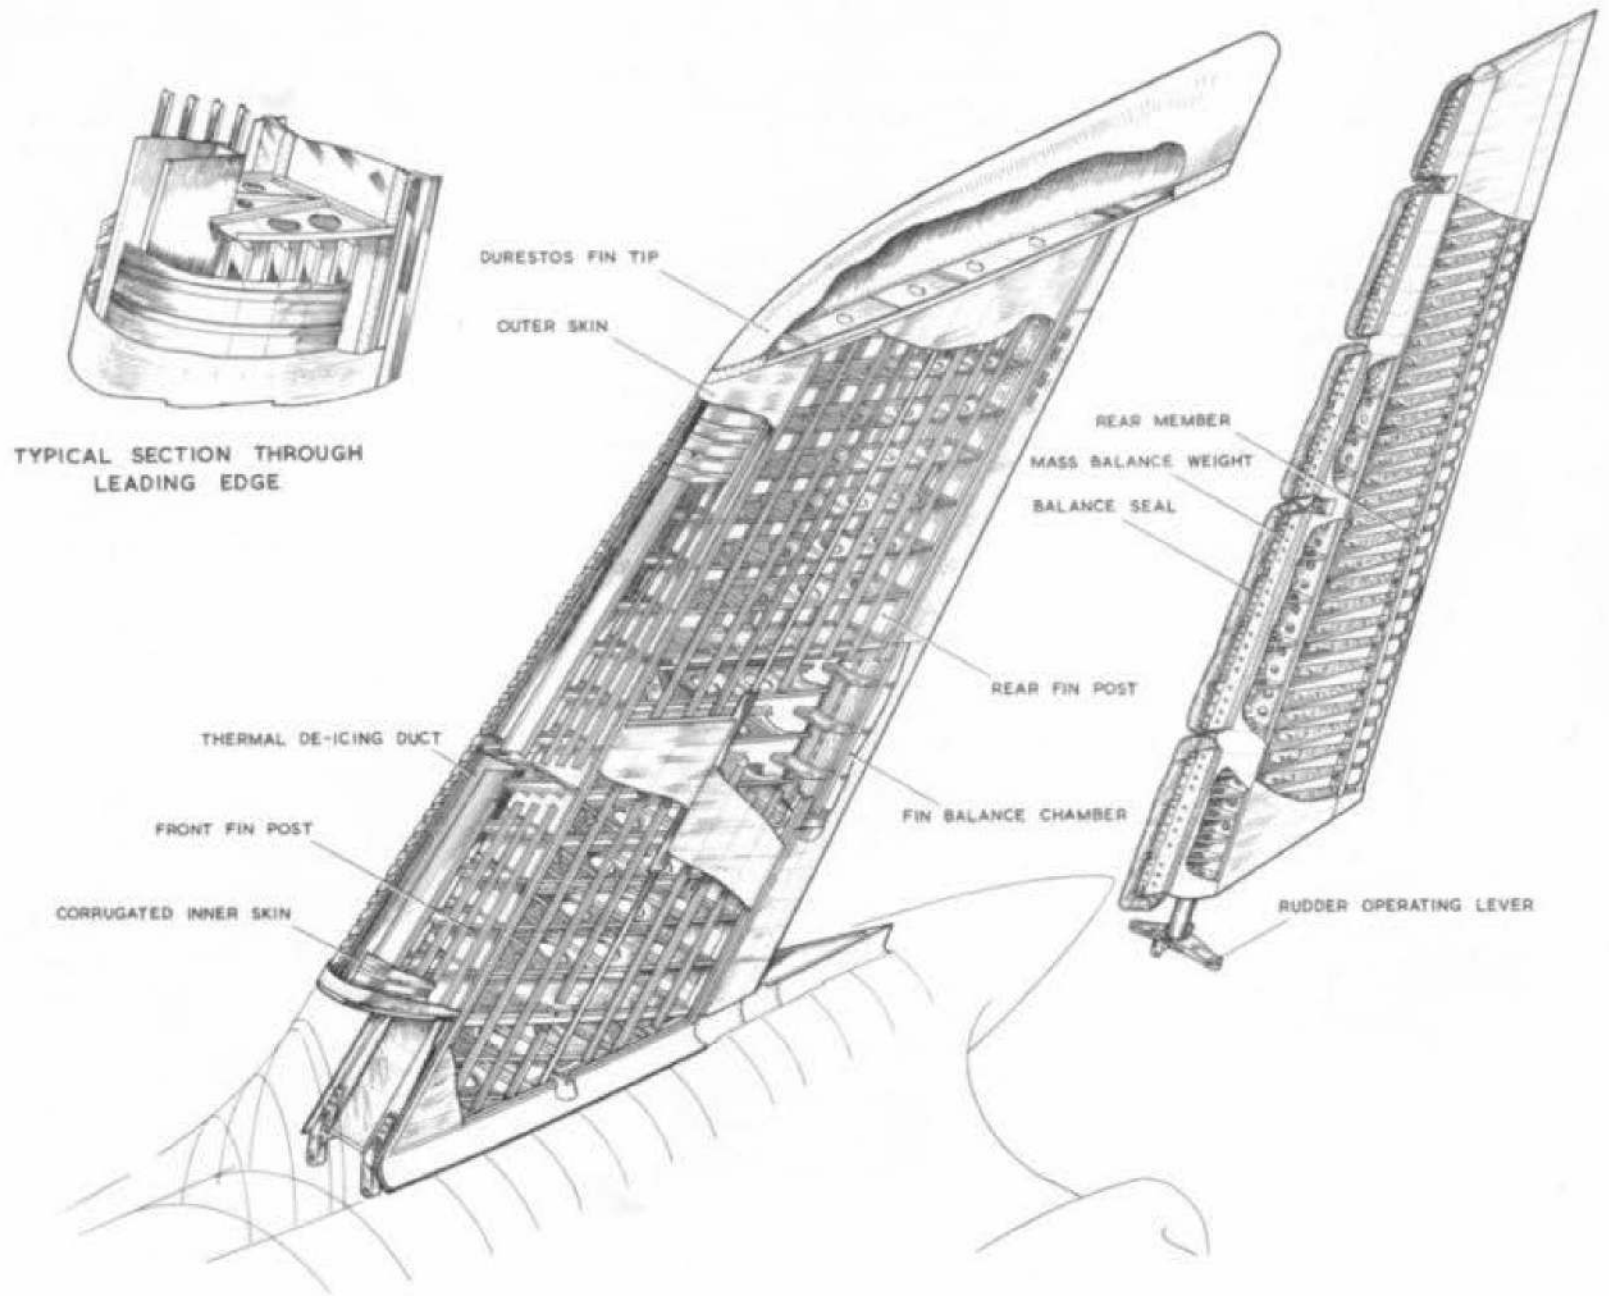 DURESTOS FIN TIP
OUTER SKIN
TYPICAL SECTION THROUGH
LEADING EDGE
REAR MEMBER
MASS BALANCE WEIGHT
BALANCE SEAL
REAR FIN POST
THERMAL DE-ICING DUCT
FIN BALANCE CHAMBER
FRONT FIN POST
CORRUGATED INNER SKIN
RUDDER OPERATING LEVER